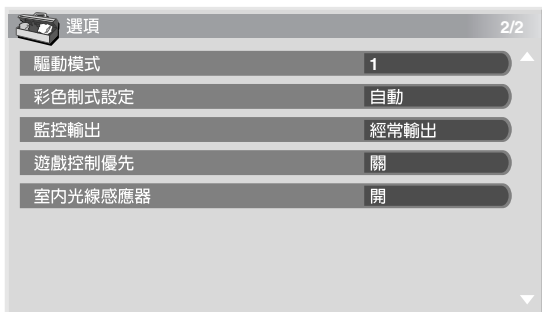 選項 2/2
驅動模式 1
彩色制式設定 自動
監控輸出 經常輸出
遊戲控制優先 關
室內光線感應器 開